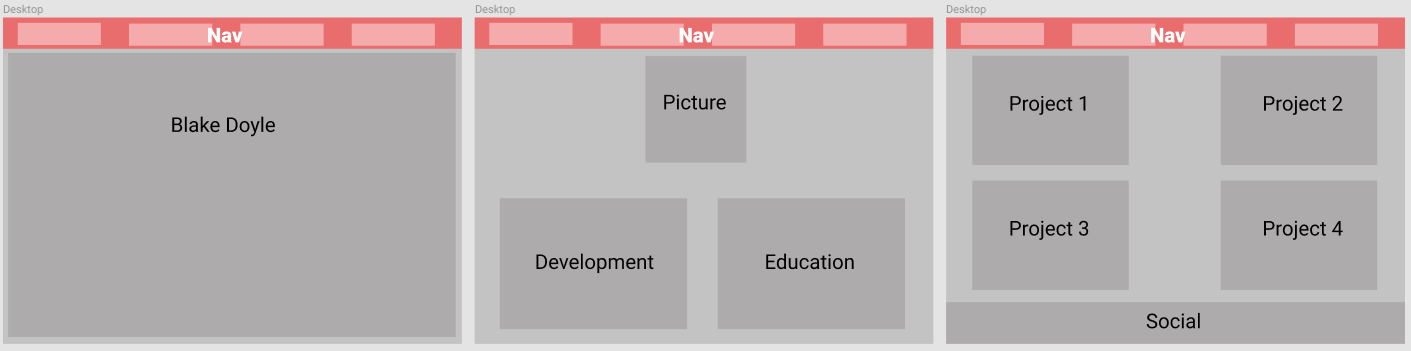 Desktop
Nav
Blake Doyle
Desktop
Nav
Picture
Development
Education
Desktop
Nav
Project 1
Project 2
Project 3
Project 4
Social